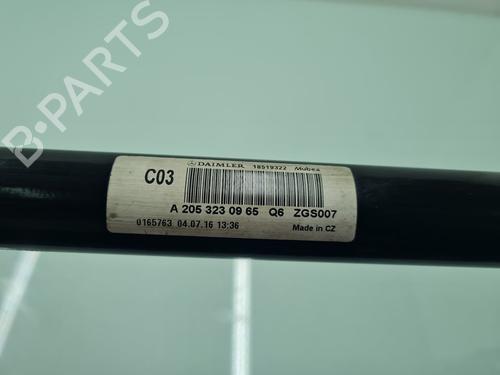 B-PARTS
DAIMLER 18519322 Mubea
C03
A 205 323 09 65 Q6 ZGS007
0165763 04.07.16 13:36 Made in CZ